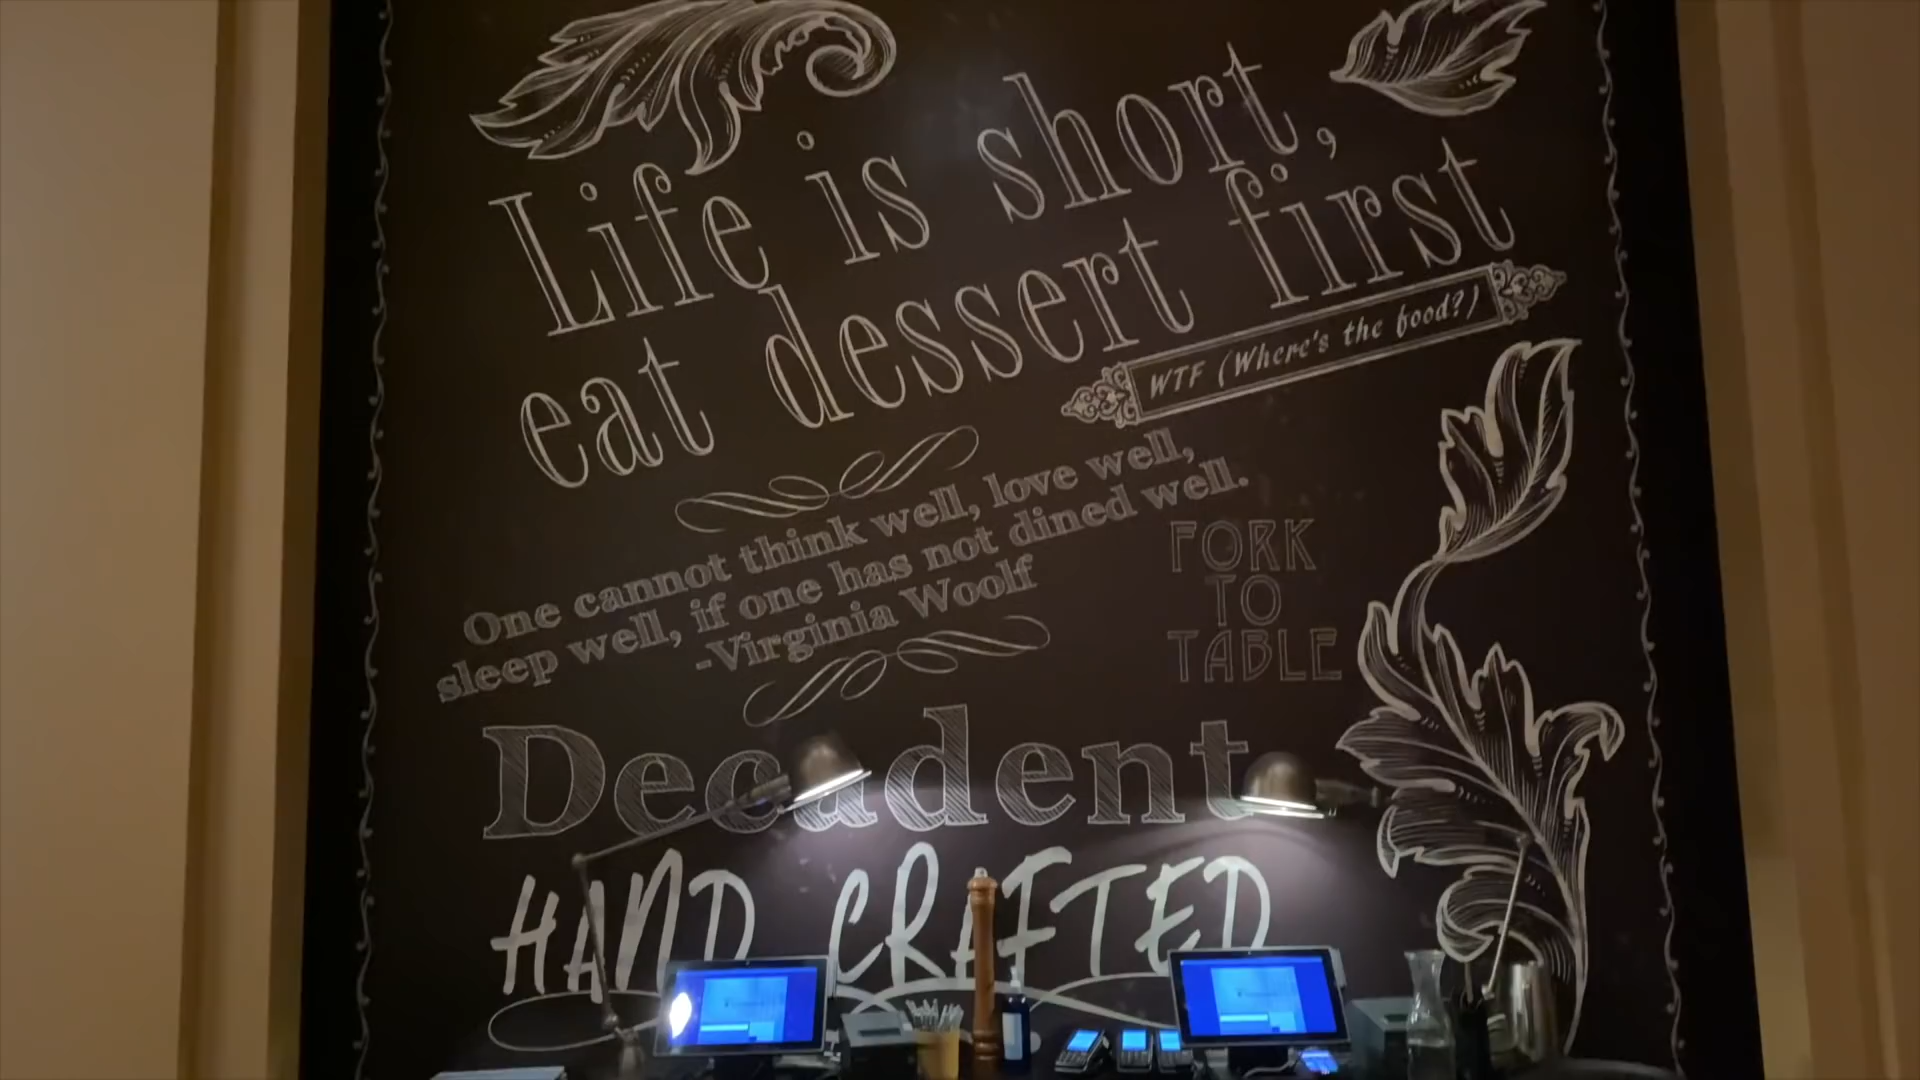 Life is short,
eat dessert first
WTF (Where's the food?)
One cannot think well, love well,
sleep well, if one has not dined well.
-Virginia Woolf
FORK
TO
TABLE
Decadent
HAND CRAFTED